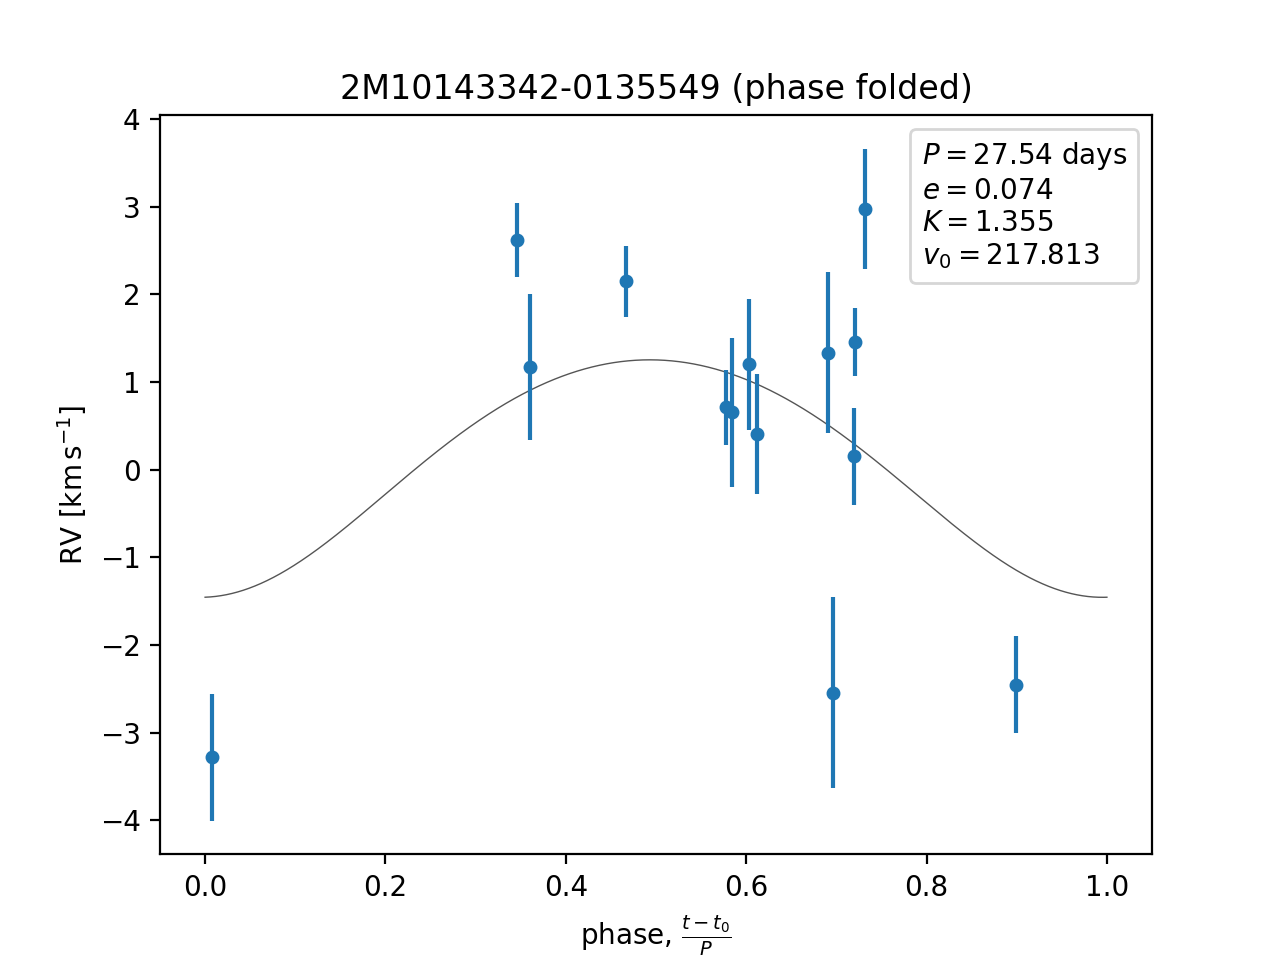 2M10143342-0135549 (phase folded)
P = 27.54 days
e = 0.074
K = 1.355
v₀ = 217.813
4
3
2
1
0
−1
−2
−3
−4
RV [km s⁻¹]
0.0 0.2 0.4 0.6 0.8 1.0
phase, (t − t₀)/P